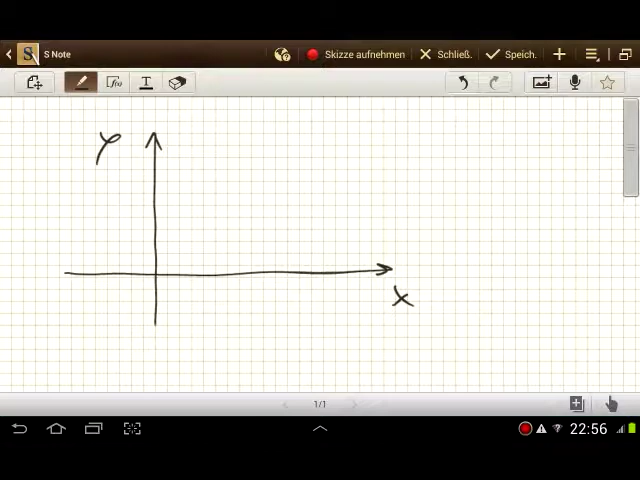 S S Note Skizze aufnehmen Schließ. Speich.
f(x) T
y
x
1/1
22:56